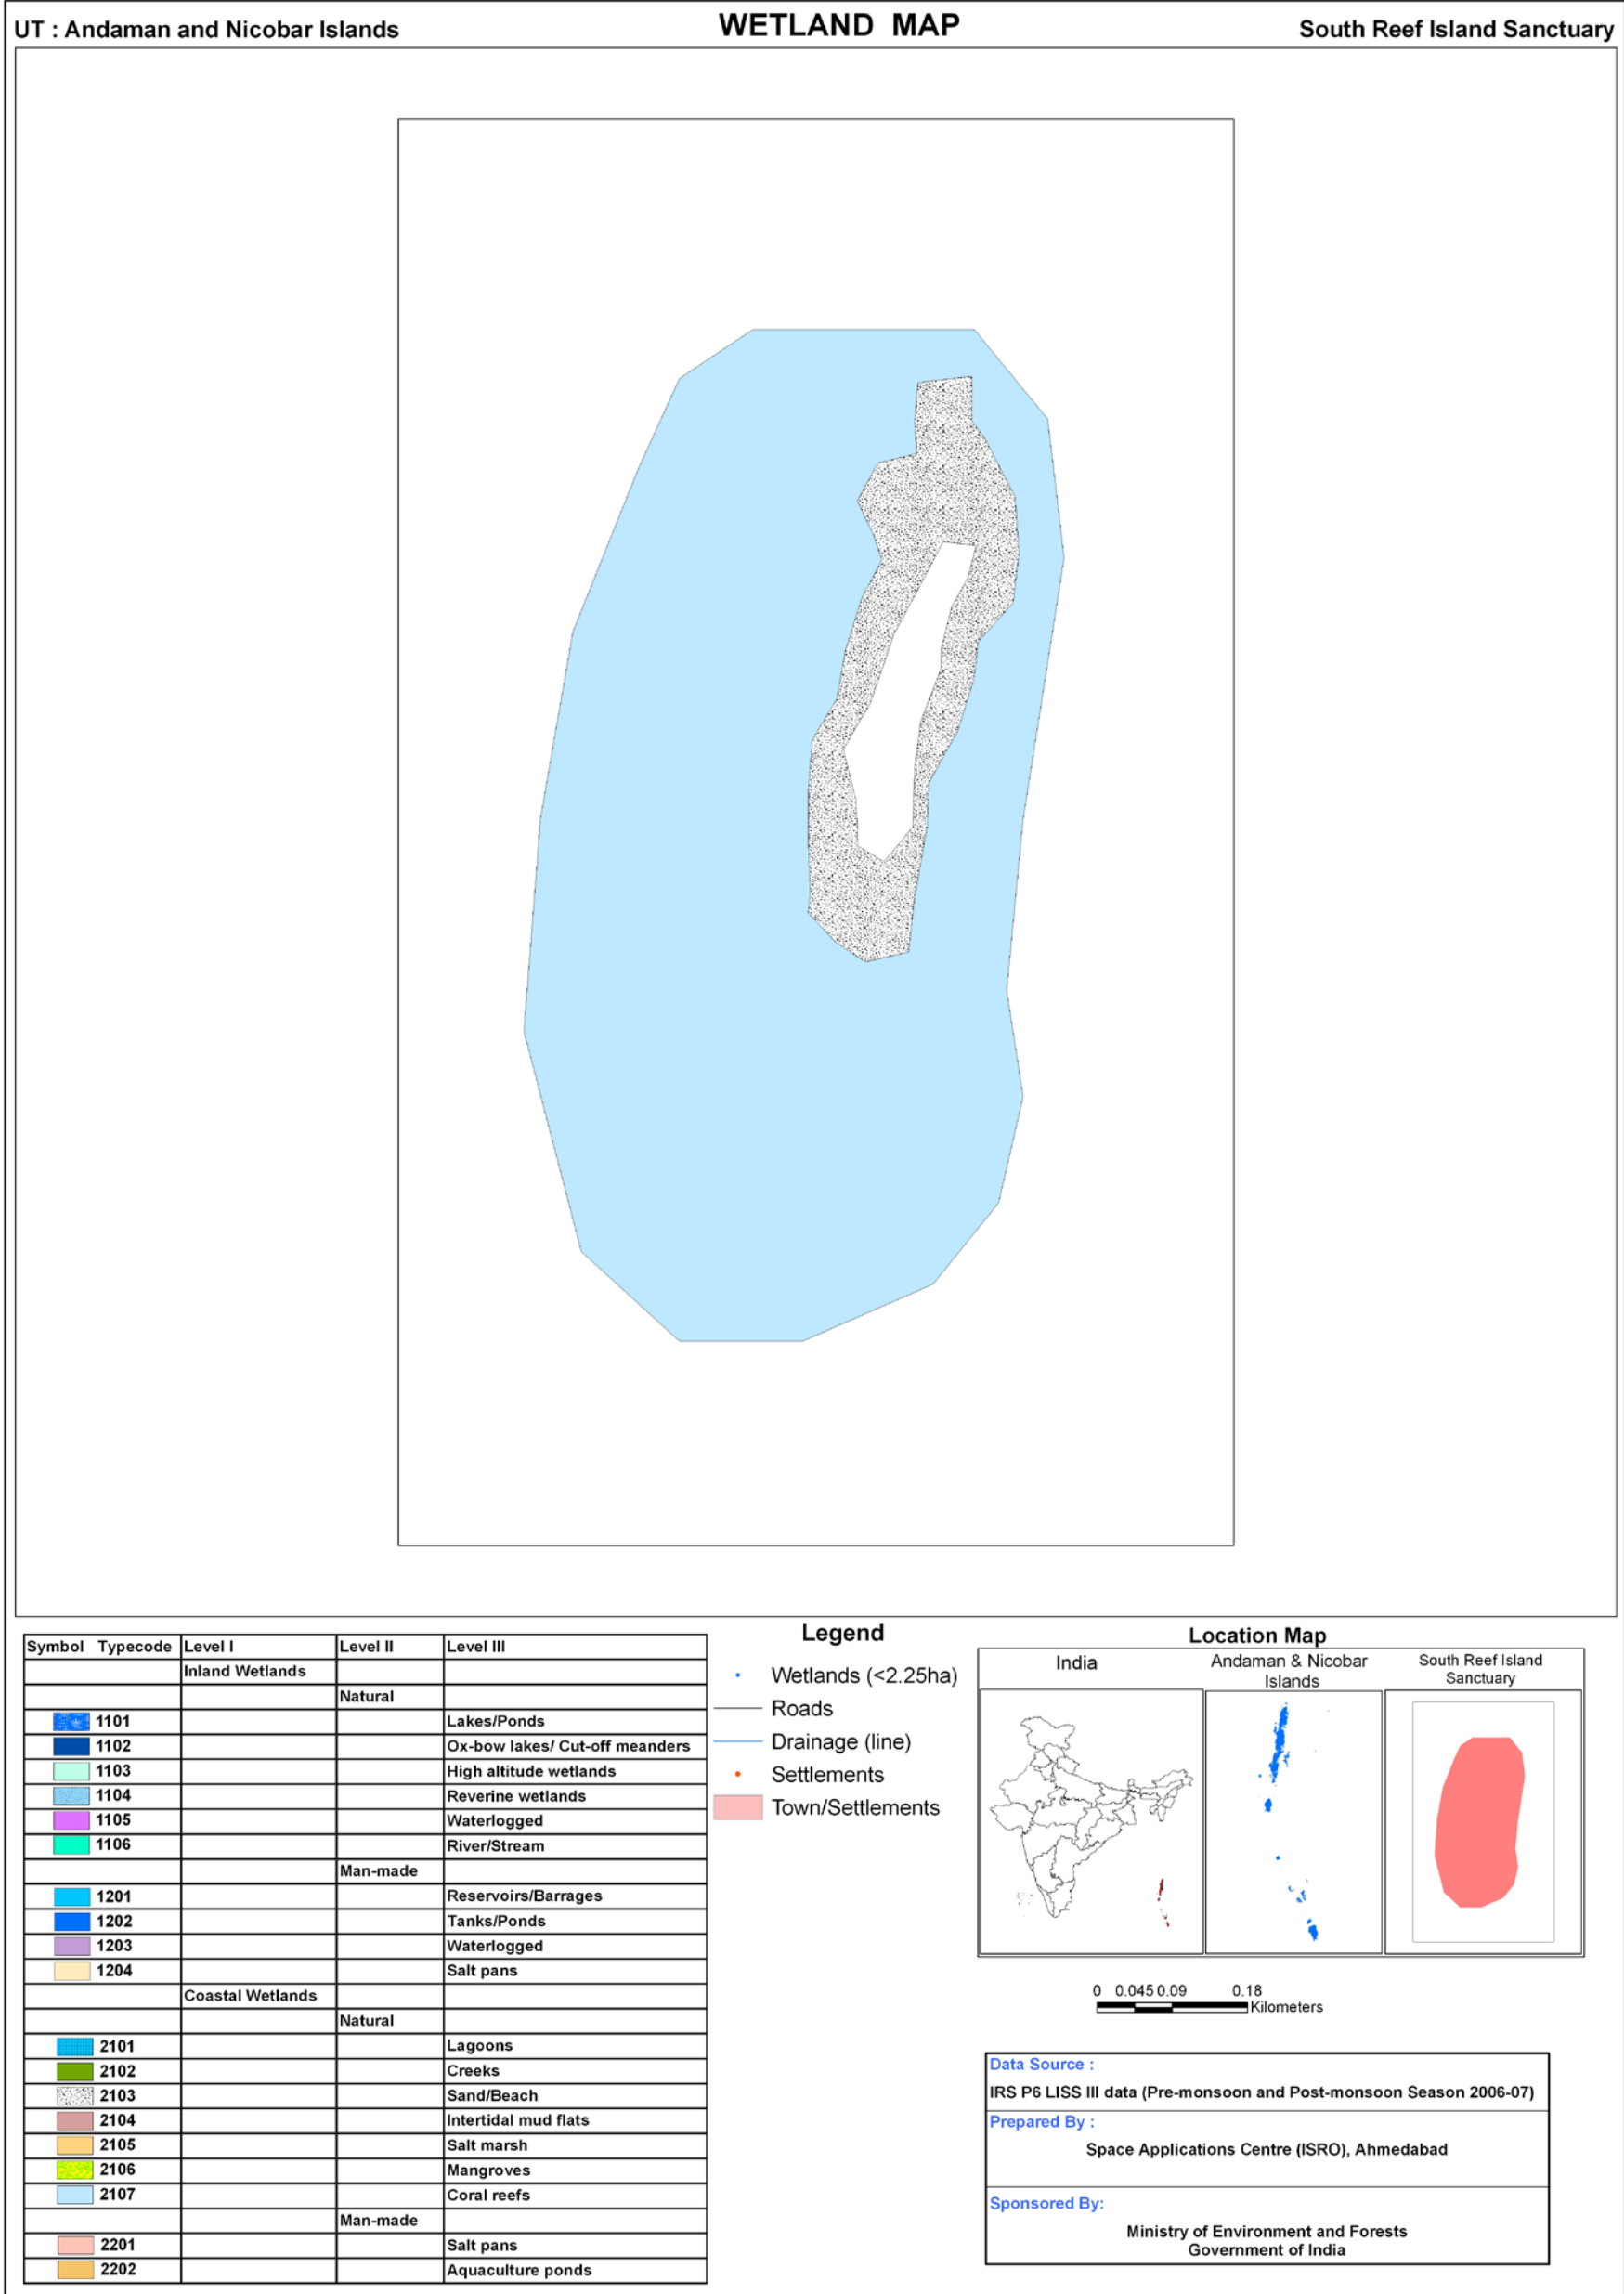 UT : Andaman and Nicobar Islands
WETLAND MAP
South Reef Island Sanctuary
Symbol Typecode Level I Level II Level III
Inland Wetlands
Natural
1101 Lakes/Ponds
1102 Ox-bow lakes/ Cut-off meanders
1103 High altitude wetlands
1104 Reverine wetlands
1105 Waterlogged
1106 River/Stream
Man-made
1201 Reservoirs/Barrages
1202 Tanks/Ponds
1203 Waterlogged
1204 Salt pans
Coastal Wetlands
Natural
2101 Lagoons
2102 Creeks
2103 Sand/Beach
2104 Intertidal mud flats
2105 Salt marsh
2106 Mangroves
2107 Coral reefs
Man-made
2201 Salt pans
2202 Aquaculture ponds
Legend
Wetlands (<2.25ha)
Roads
Drainage (line)
Settlements
Town/Settlements
Location Map
India
Andaman & Nicobar
Islands
South Reef Island
Sanctuary
0 0.045 0.09 0.18
Kilometers
Data Source :
IRS P6 LISS III data (Pre-monsoon and Post-monsoon Season 2006-07)
Prepared By :
Space Applications Centre (ISRO), Ahmedabad
Sponsored By:
Ministry of Environment and Forests
Government of India